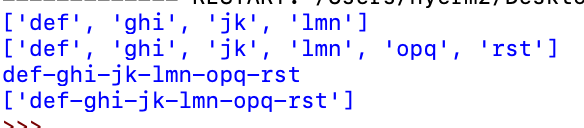 ['def', 'ghi', 'jk', 'lmn']
['def', 'ghi', 'jk', 'lmn', 'opq', 'rst']
def-ghi-jk-lmn-opq-rst
['def-ghi-jk-lmn-opq-rst']
>>>